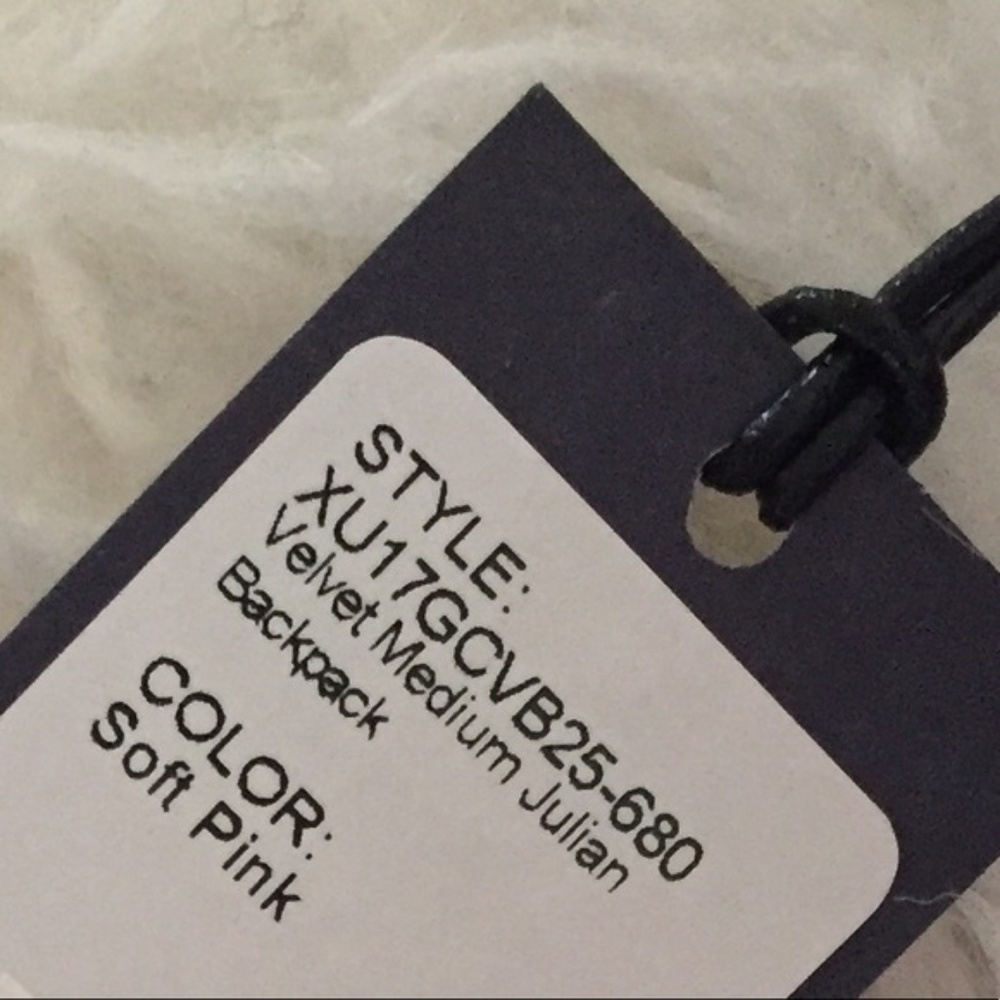 STYLE:
XU17GCVB25-680
Velvet Medium Julian
Backpack
COLOR:
Soft Pink